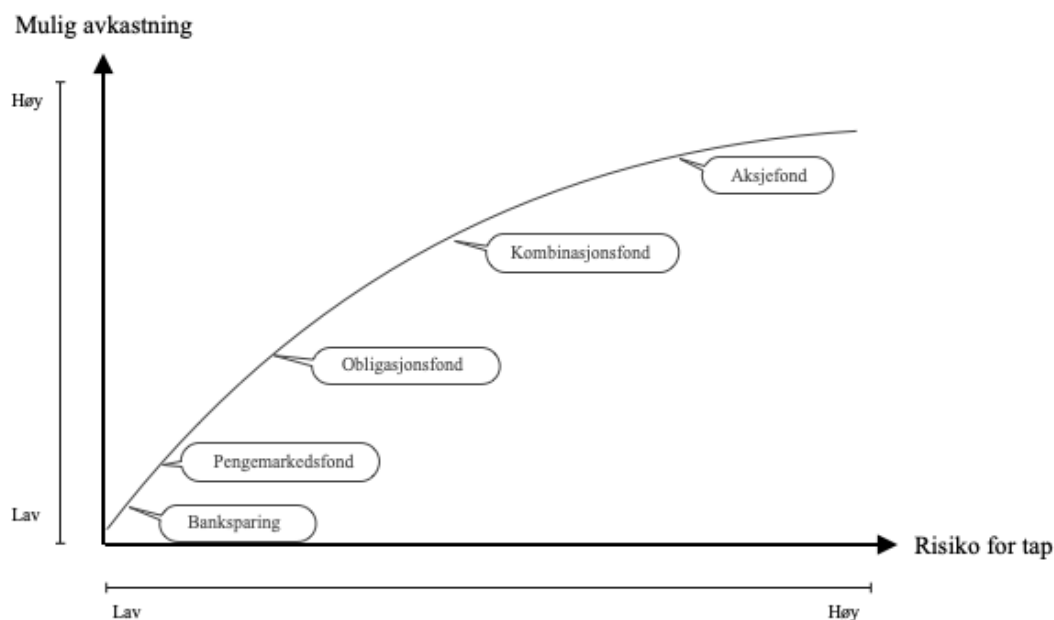 Mulig avkastning
Høy
Aksjefond
Kombinasjonsfond
Obligasjonsfond
Pengemarkedsfond
Lav
Banksparing
Risiko for tap
Lav
Høy